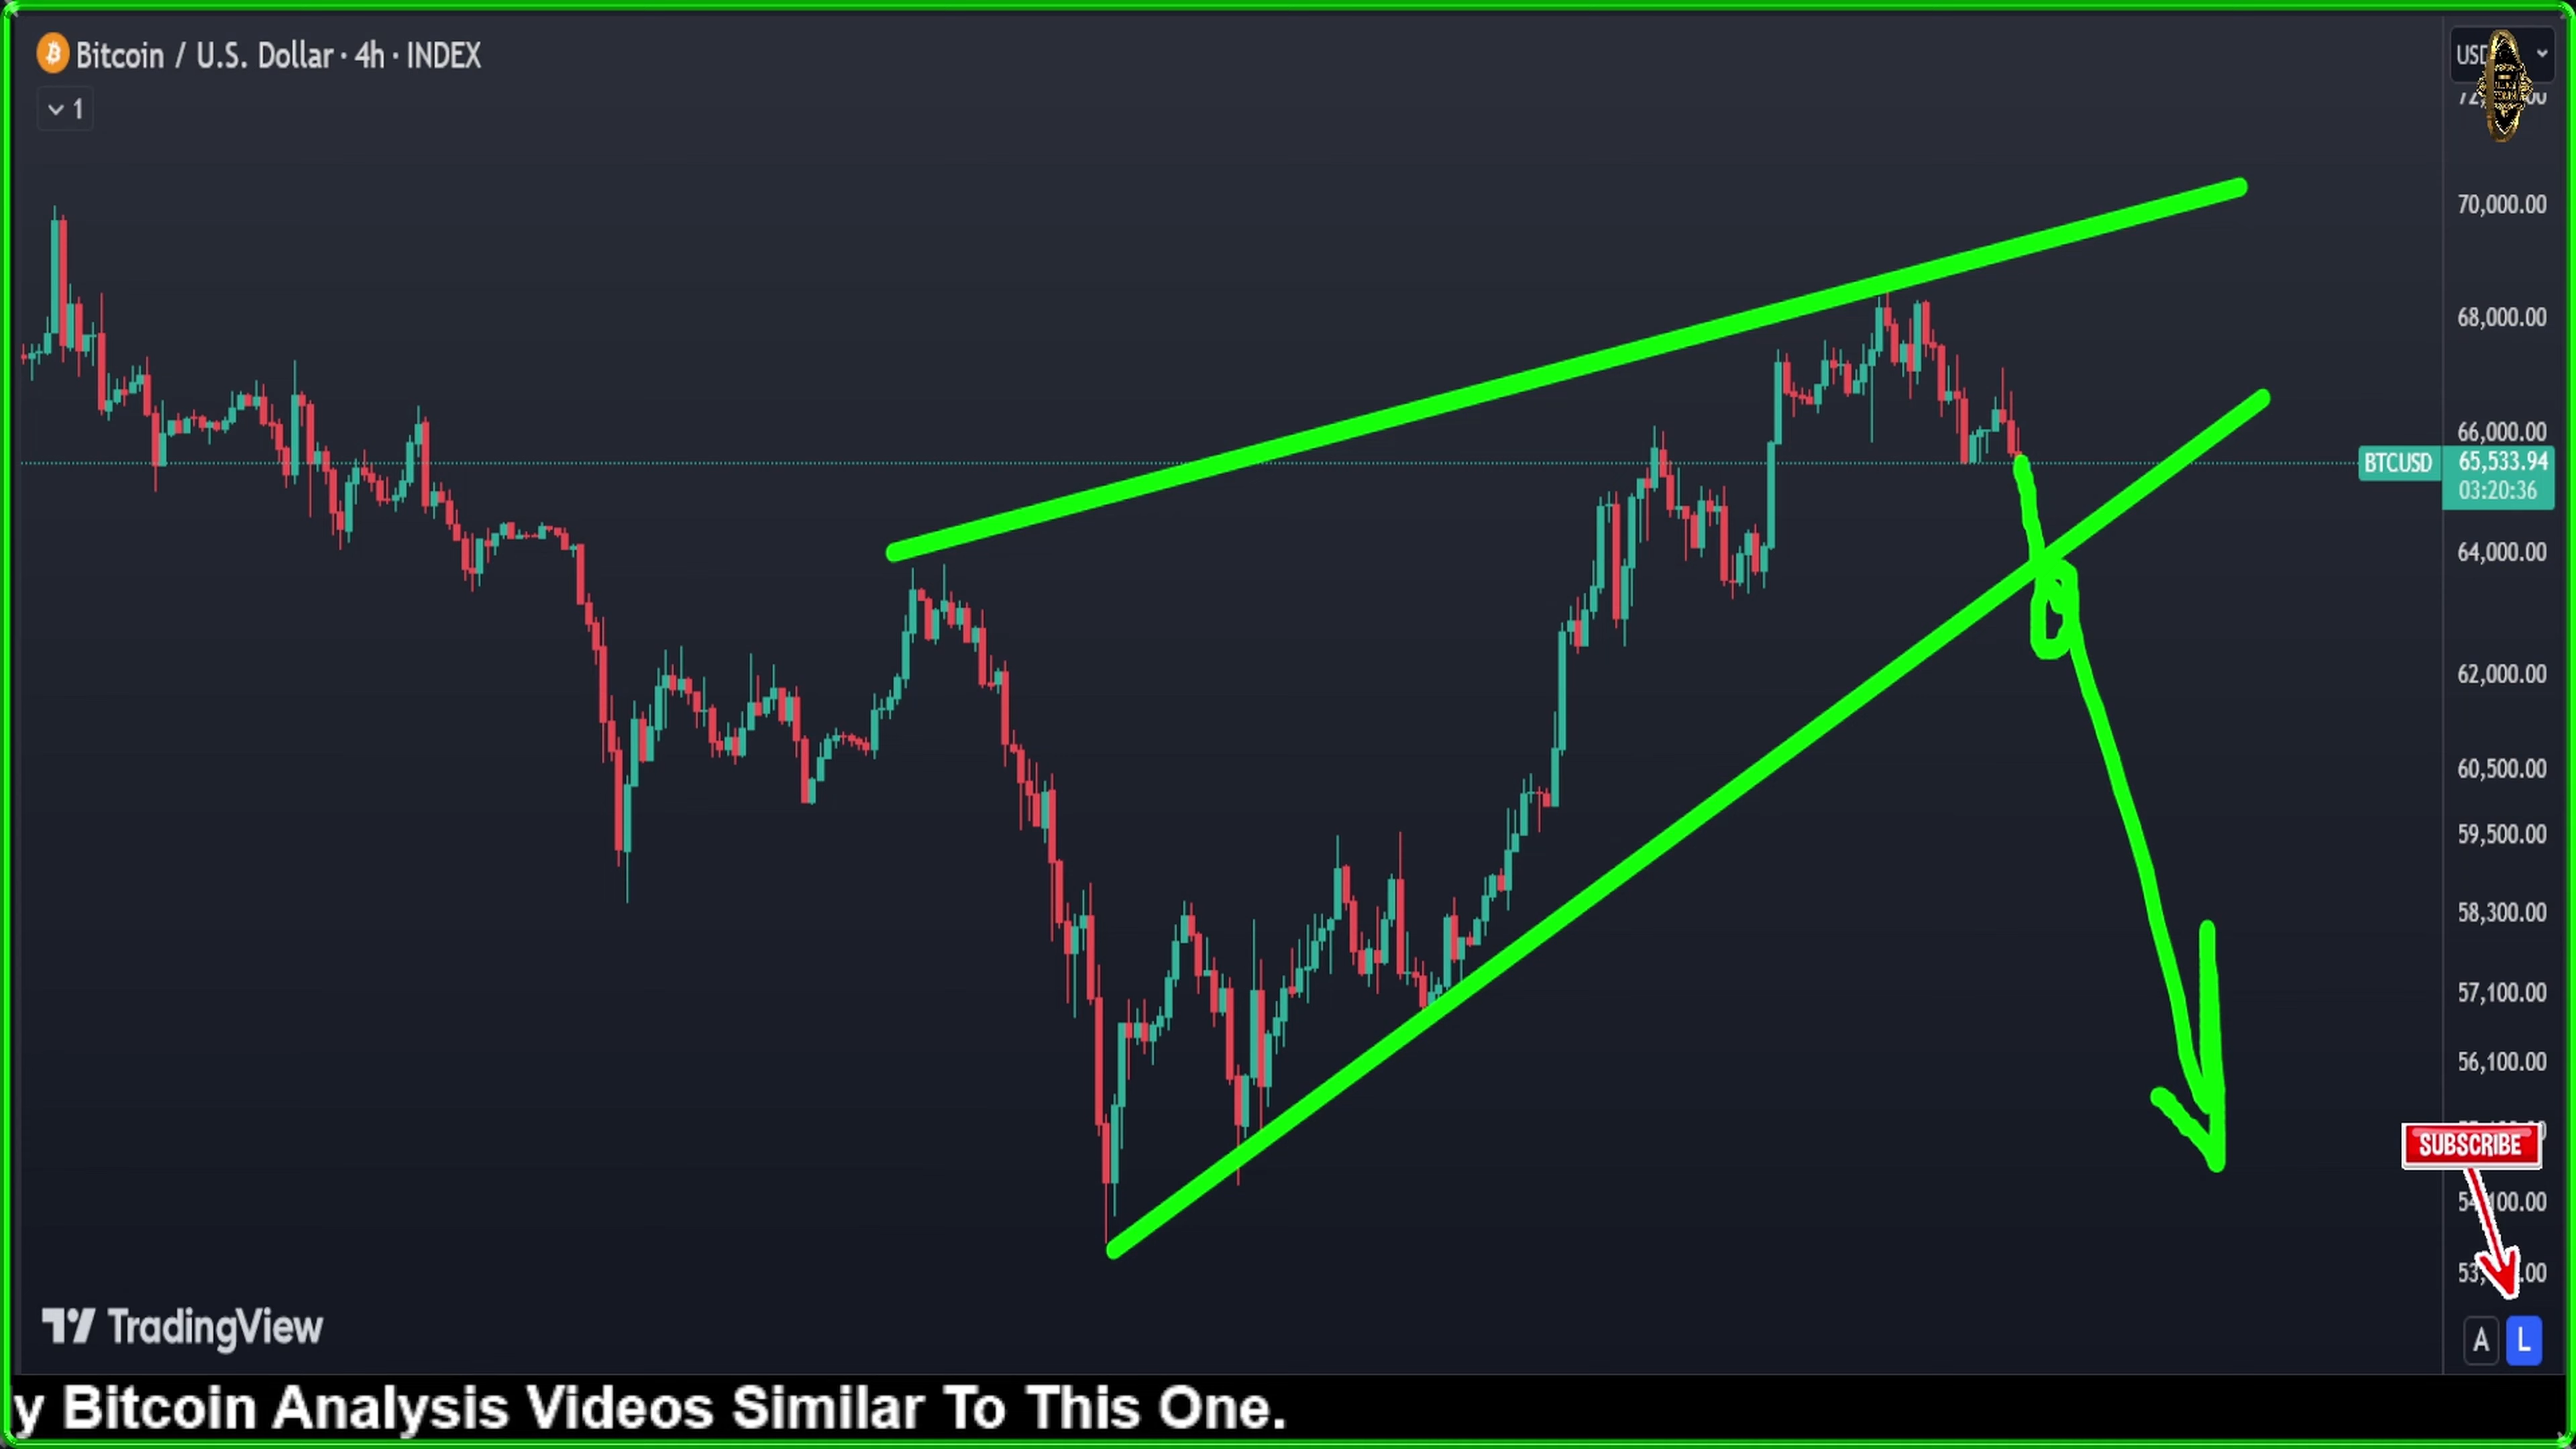 Bitcoin / U.S. Dollar · 4h · INDEX
1
USD
70,000.00
68,000.00
66,000.00
BTCUSD 65,533.94
03:20:36
64,000.00
62,000.00
60,500.00
59,500.00
58,300.00
57,100.00
56,100.00
SUBSCRIBE
TradingView
A L
y Bitcoin Analysis Videos Similar To This One.